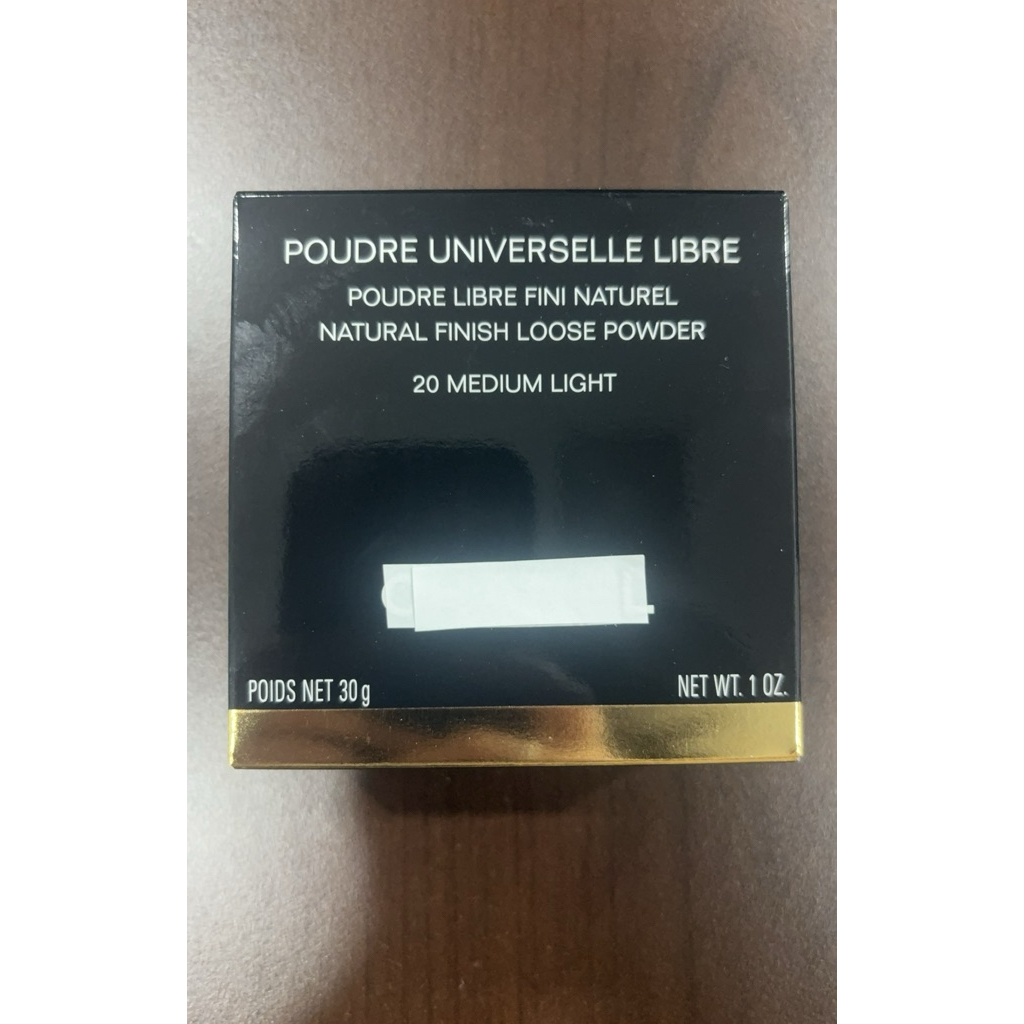 POUDRE UNIVERSELLE LIBRE
POUDRE LIBRE FINI NATUREL
NATURAL FINISH LOOSE POWDER
20 MEDIUM LIGHT
POIDS NET 30 g
NET WT. 1 OZ.